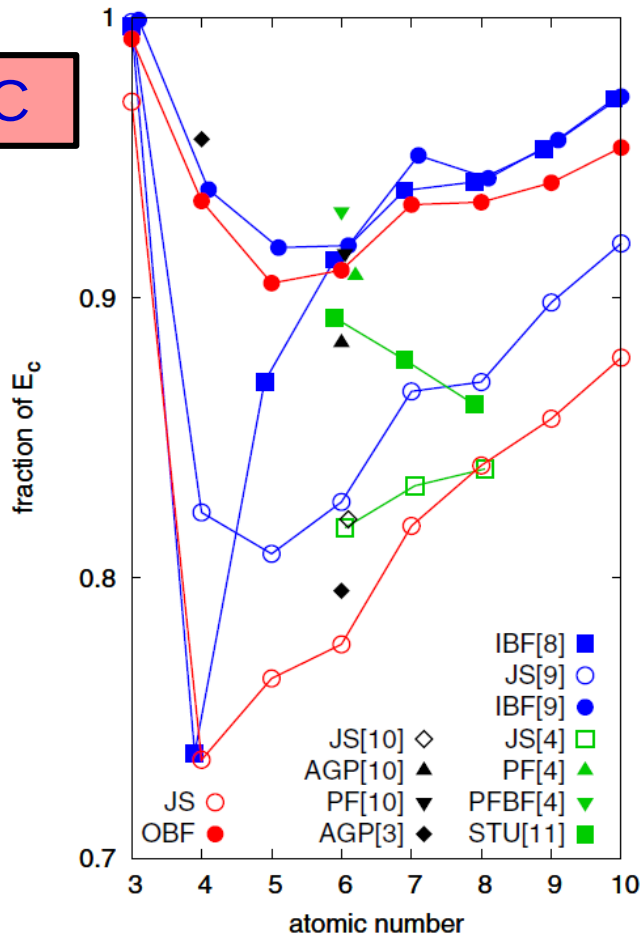 C
1
0.9
0.8
0.7
fraction of E_c
3 4 5 6 7 8 9 10
atomic number
JS
OBF
JS[10]
AGP[10]
PF[10]
AGP[3]
IBF[8]
JS[9]
IBF[9]
JS[4]
PF[4]
PFBF[4]
STU[11]